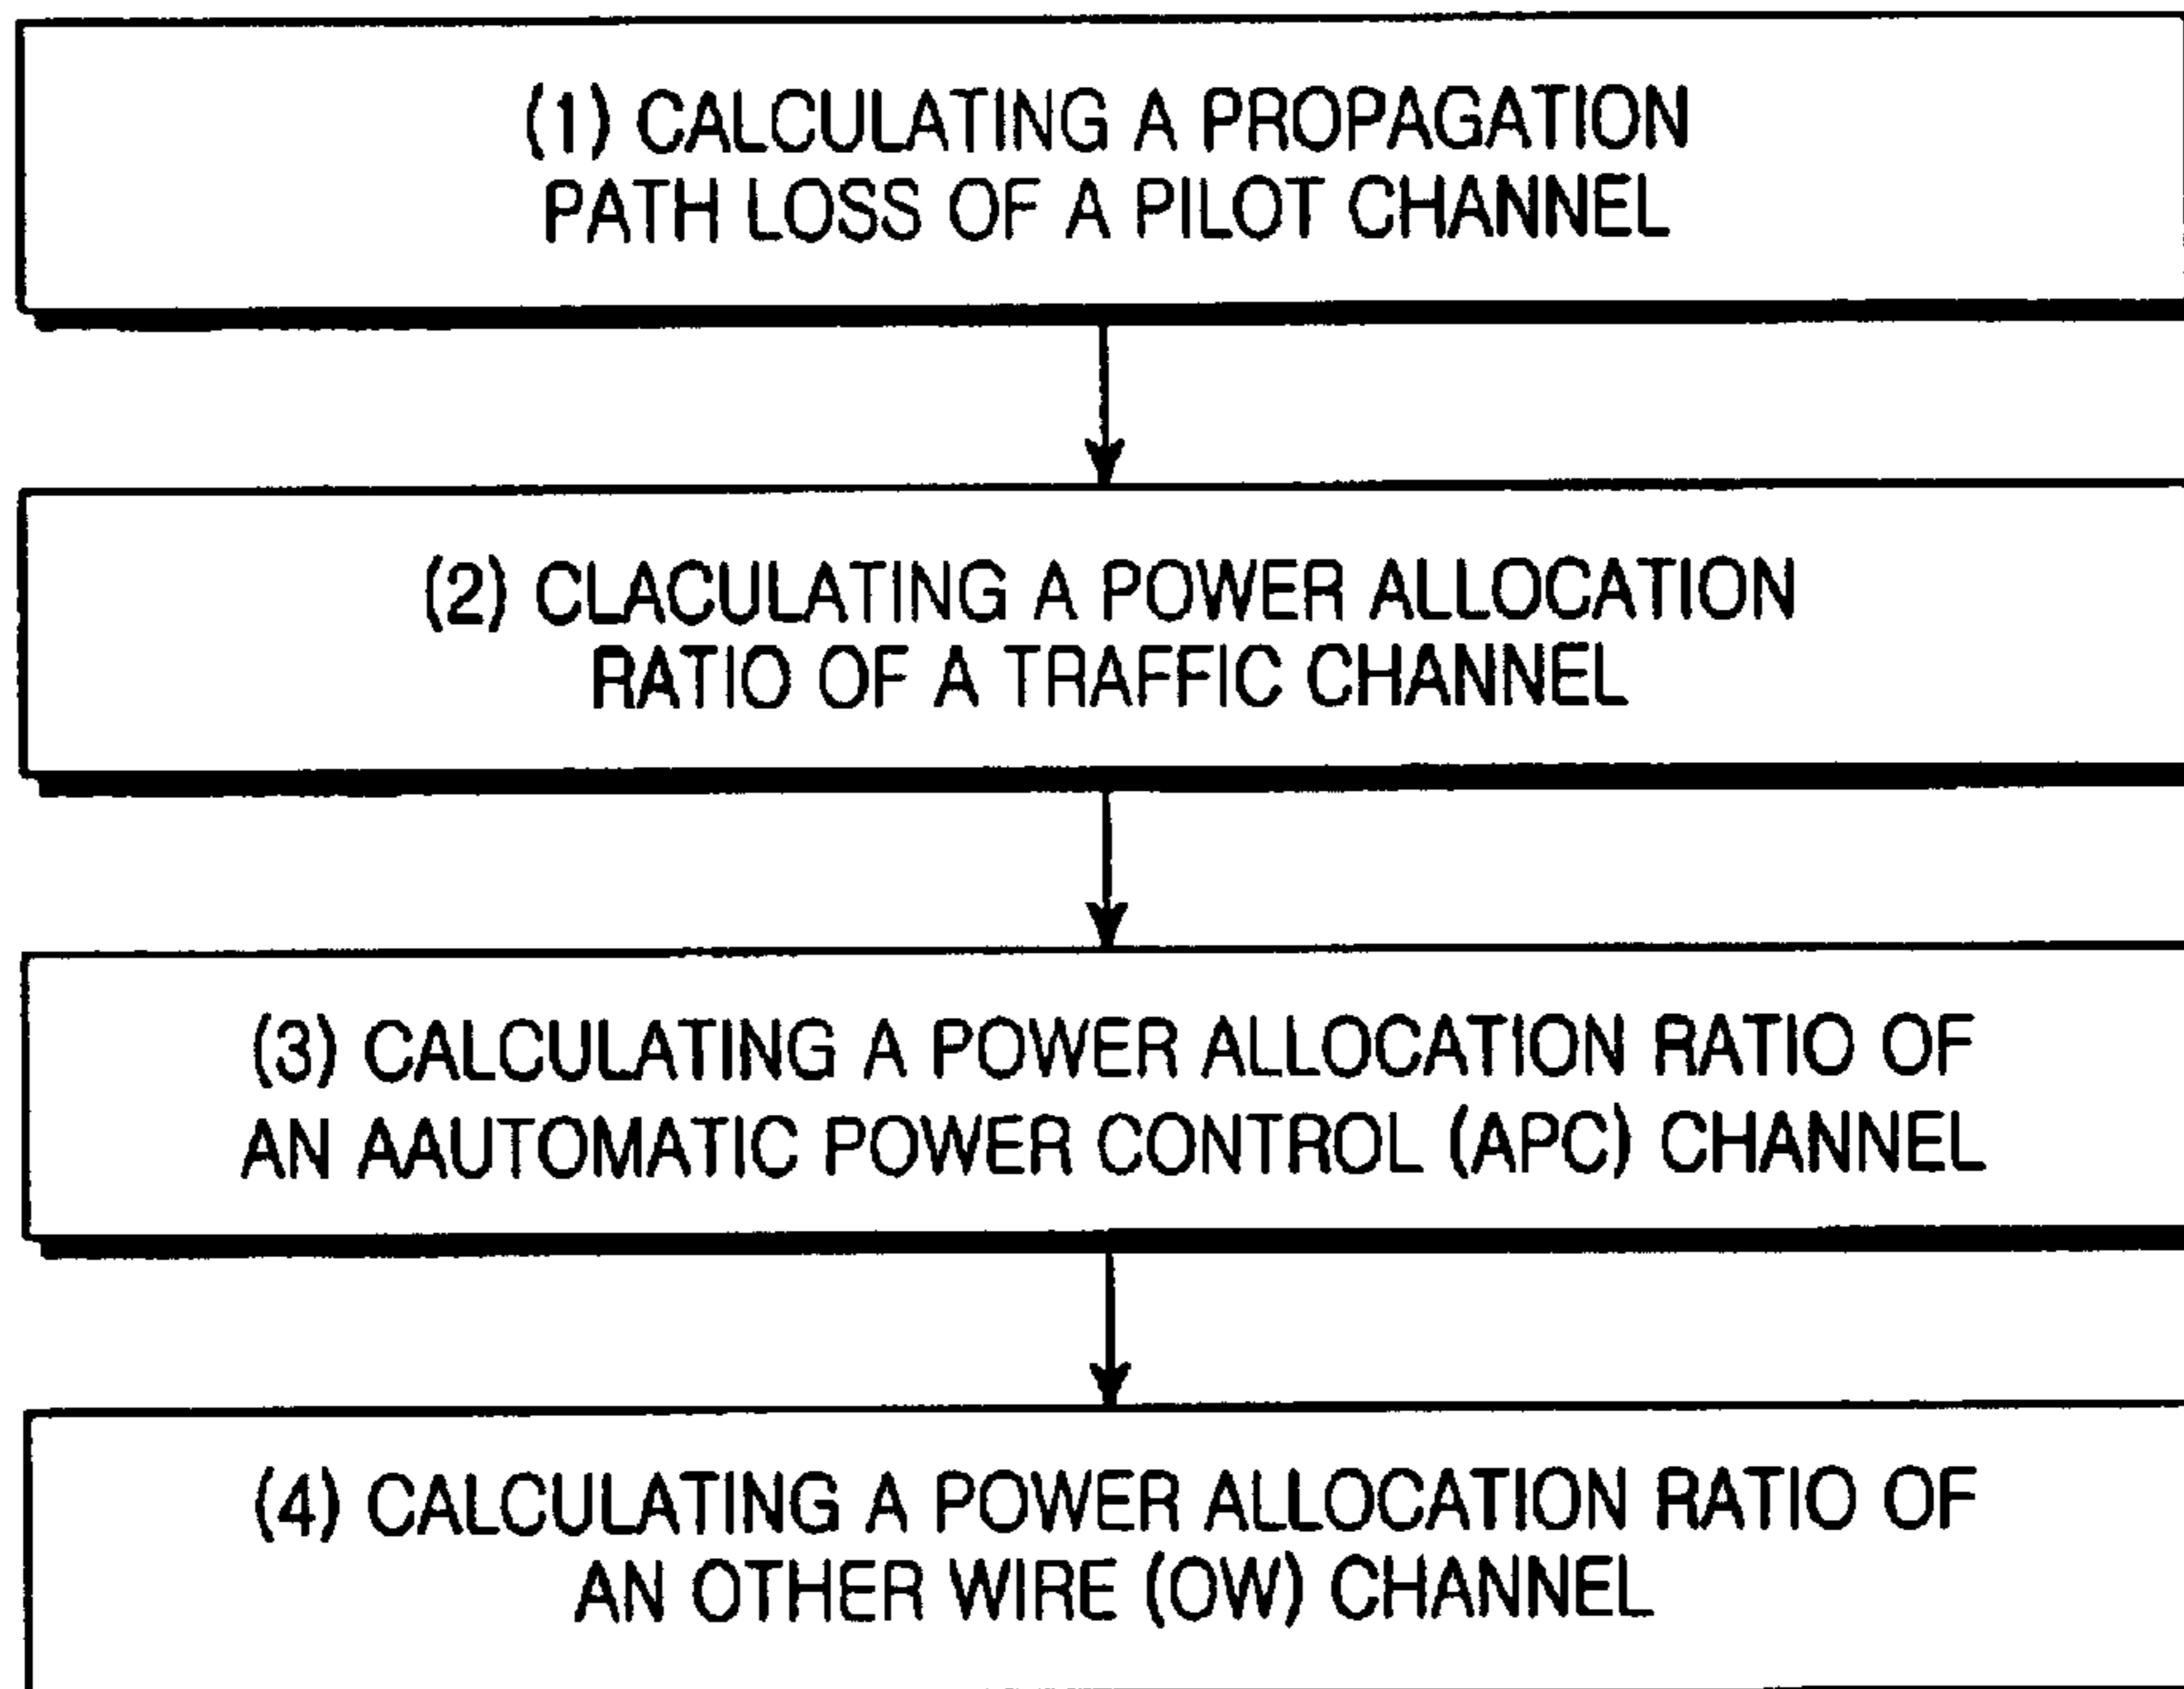 (1) CALCULATING A PROPAGATION
PATH LOSS OF A PILOT CHANNEL
(2) CLACULATING A POWER ALLOCATION
RATIO OF A TRAFFIC CHANNEL
(3) CALCULATING A POWER ALLOCATION RATIO OF
AN AAUTOMATIC POWER CONTROL (APC) CHANNEL
(4) CALCULATING A POWER ALLOCATION RATIO OF
AN OTHER WIRE (OW) CHANNEL